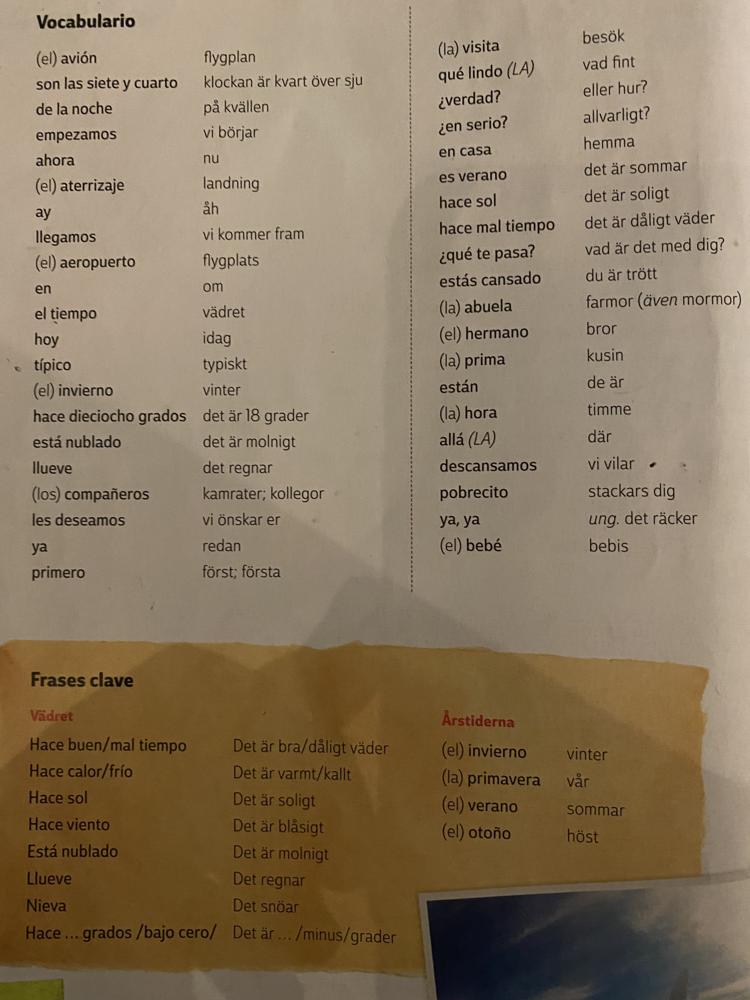 Vocabulario
(el) avión flygplan
son las siete y cuarto klockan är kvart över sju
de la noche på kvällen
empezamos vi börjar
ahora nu
(el) aterrizaje landning
ay åh
llegamos vi kommer fram
(el) aeropuerto flygplats
en om
el tiempo vädret
hoy idag
típico typiskt
(el) invierno vinter
hace dieciocho grados det är 18 grader
está nublado det är molnigt
llueve det regnar
(los) compañeros kamrater; kollegor
les deseamos vi önskar er
ya redan
primero först; första
(la) visita besök
qué lindo (LA) vad fint
¿verdad? eller hur?
¿en serio? allvarligt?
en casa hemma
es verano det är sommar
hace sol det är soligt
hace mal tiempo det är dåligt väder
¿qué te pasa? vad är det med dig?
estás cansado du är trött
(la) abuela farmor (även mormor)
(el) hermano bror
(la) prima kusin
están de är
(la) hora timme
allá (LA) där
descansamos vi vilar
pobrecito stackars dig
ya, ya ung. det räcker
(el) bebé bebis
Frases clave
Vädret
Hace buen/mal tiempo Det är bra/dåligt väder
Hace calor/frío Det är varmt/kallt
Hace sol Det är soligt
Hace viento Det är blåsigt
Está nublado Det är molnigt
Llueve Det regnar
Nieva Det snöar
Hace ... grados /bajo cero/ Det är ... /minus/grader
Årstiderna
(el) invierno vinter
(la) primavera vår
(el) verano sommar
(el) otoño höst